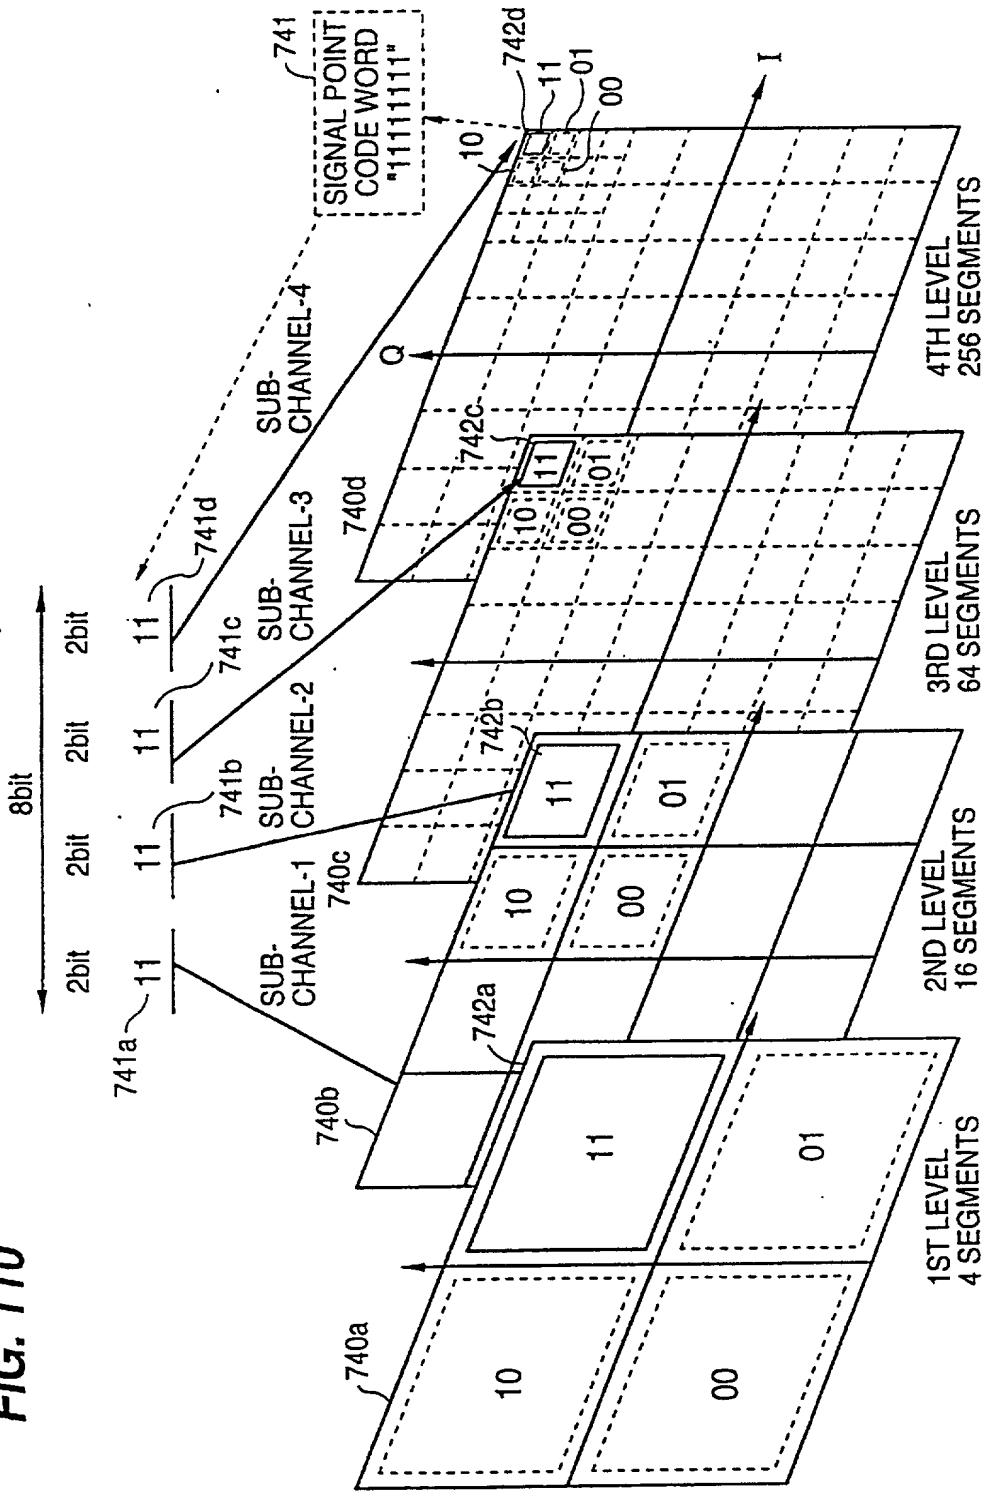 FIG. 110
8bit
2bit
2bit
2bit
2bit
741a
11
11
741b
11
741c
11
741d
741
SIGNAL POINT
CODE WORD
"11111111"
SUB-
CHANNEL-1
SUB-
CHANNEL-2
SUB-
CHANNEL-3
SUB-
CHANNEL-4
740a
740b
740c
740d
742a
742b
742c
742d
Q
I
10
11
00
01
10
11
00
01
10
11
00
01
10
11
01
00
1ST LEVEL
4 SEGMENTS
2ND LEVEL
16 SEGMENTS
3RD LEVEL
64 SEGMENTS
4TH LEVEL
256 SEGMENTS